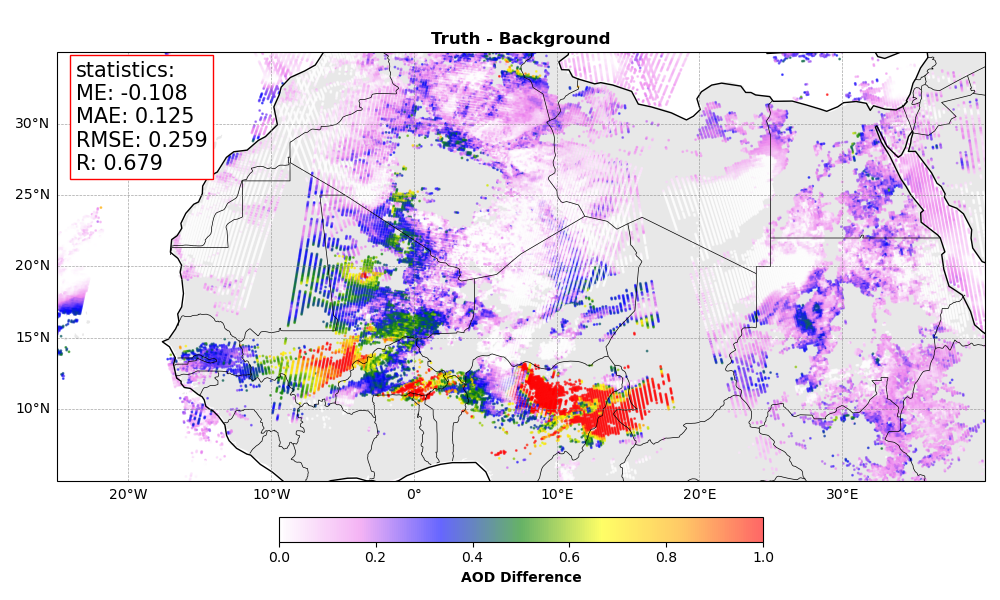 Truth - Background
statistics:
ME: -0.108
MAE: 0.125
RMSE: 0.259
R: 0.679
30°N
25°N
20°N
15°N
10°N
20°W 10°W 0° 10°E 20°E 30°E
0.0 0.2 0.4 0.6 0.8 1.0
AOD Difference